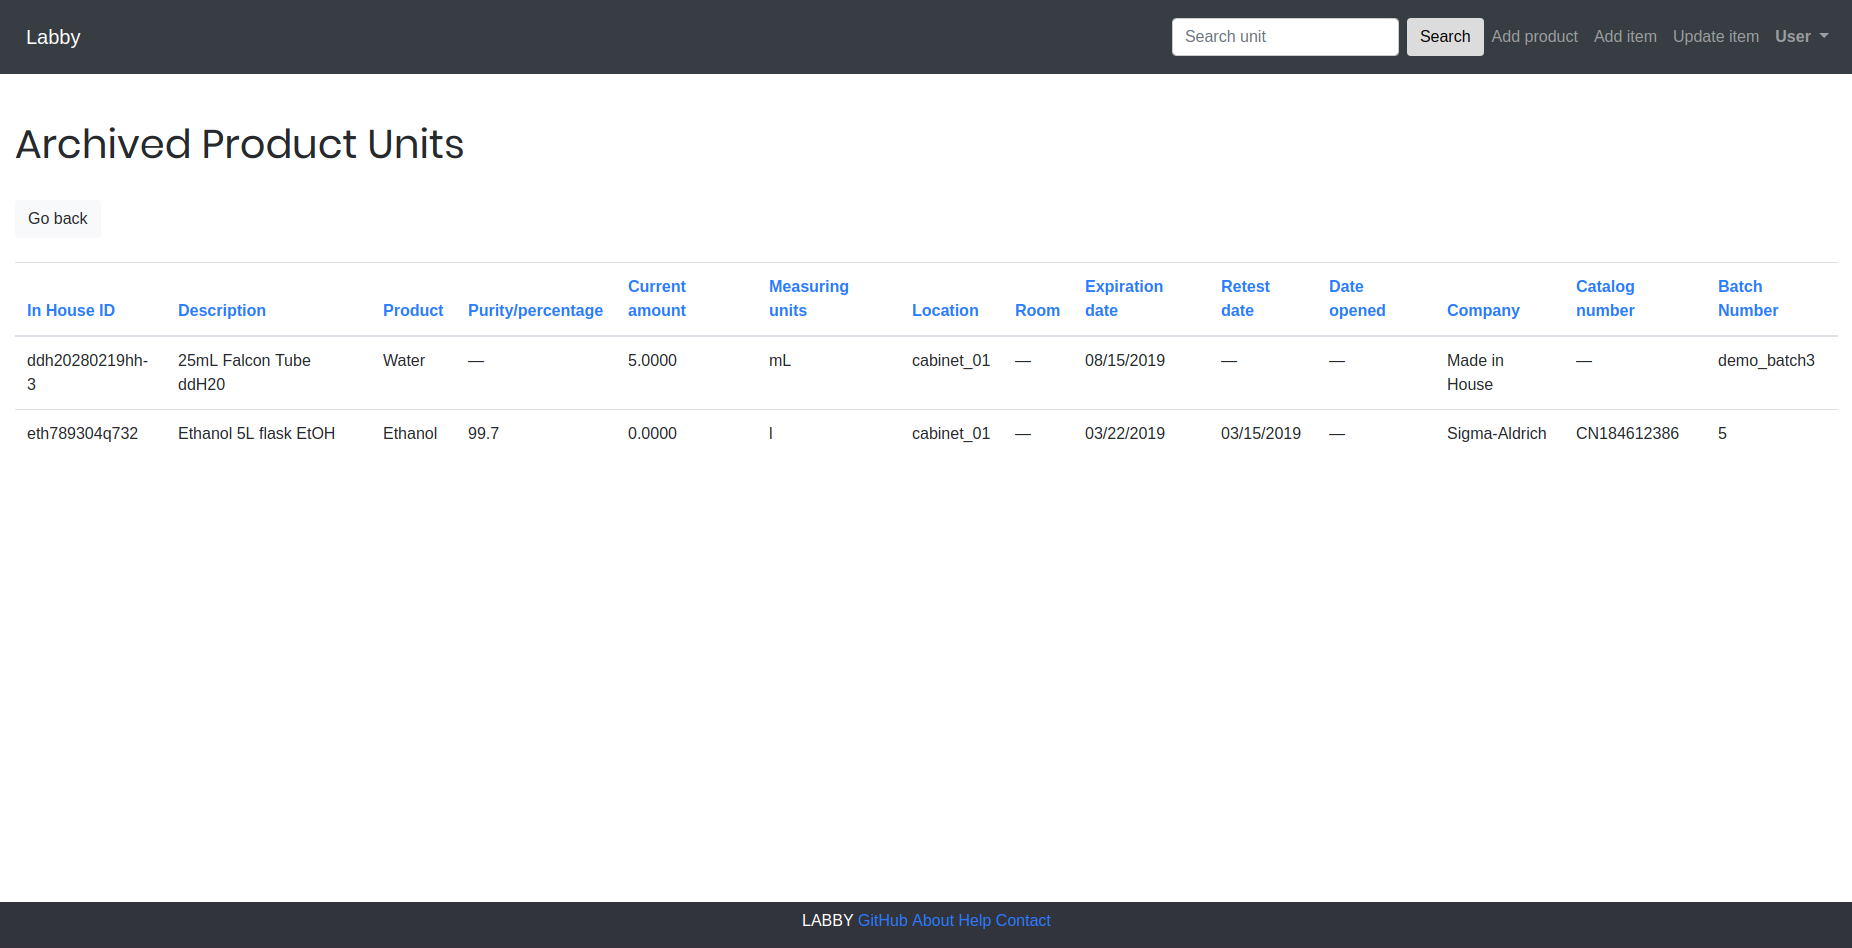 Labby
Search unit
Search
Add product
Add item
Update item
User
Archived Product Units
Go back
In House ID
Description
Product
Purity/percentage
Current
amount
Measuring
units
Location
Room
Expiration
date
Retest
date
Date
opened
Company
Catalog
number
Batch
Number
ddh20280219hh-
3
25mL Falcon Tube
ddH20
Water
—
5.0000
mL
cabinet_01
—
08/15/2019
—
—
Made in
House
—
demo_batch3
eth789304q732
Ethanol 5L flask EtOH
Ethanol
99.7
0.0000
l
cabinet_01
—
03/22/2019
03/15/2019
—
Sigma-Aldrich
CN184612386
5
LABBY GitHub About Help Contact